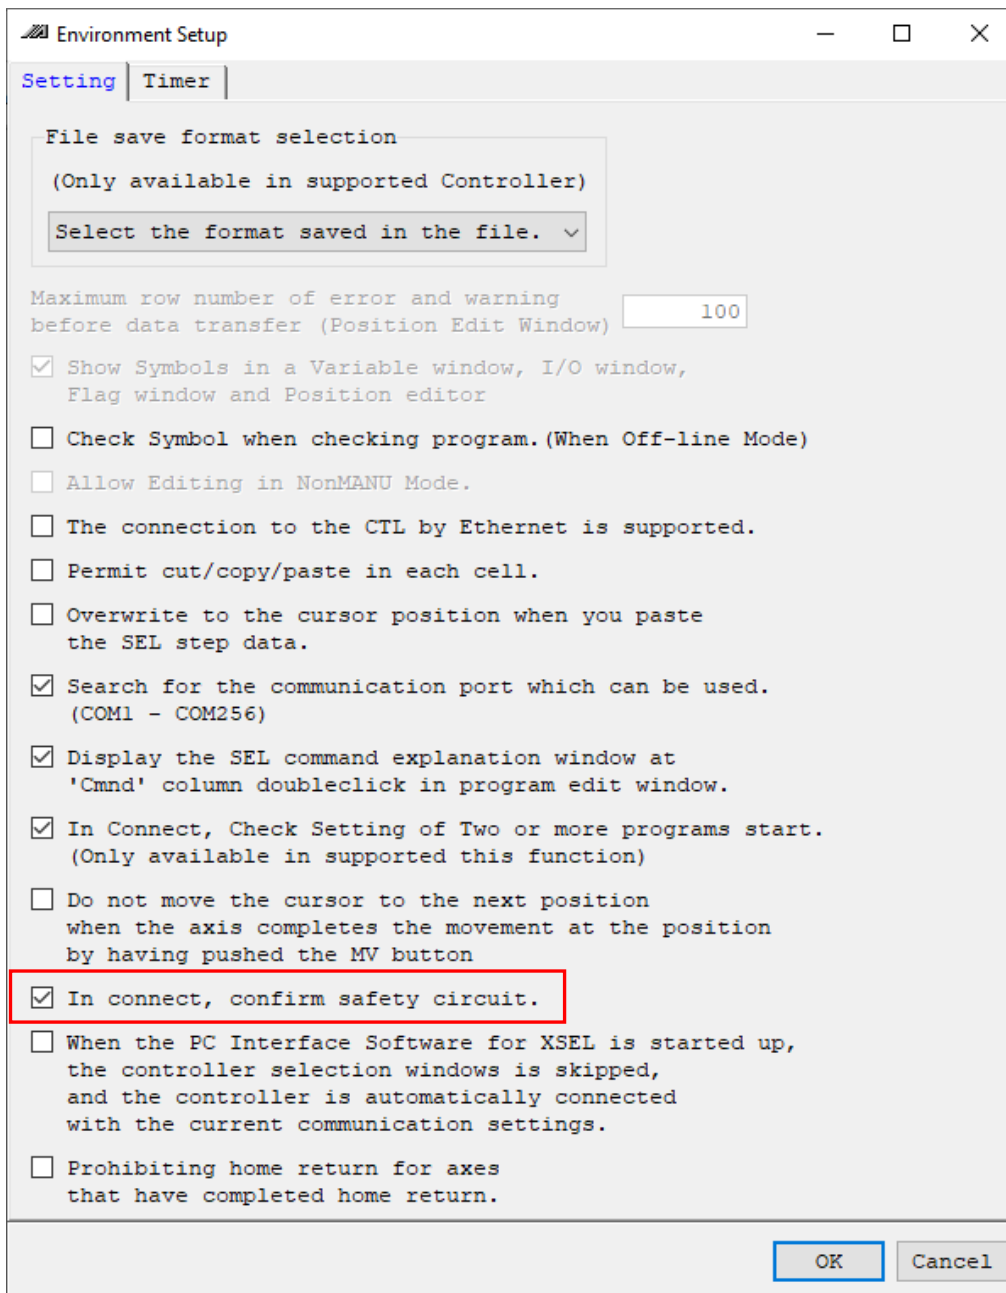 Environment Setup
Setting
Timer
File save format selection
(Only available in supported Controller)
Select the format saved in the file.
Maximum row number of error and warning
before data transfer (Position Edit Window)
100
Show Symbols in a Variable window, I/O window,
Flag window and Position editor
Check Symbol when checking program.(When Off-line Mode)
Allow Editing in NonMANU Mode.
The connection to the CTL by Ethernet is supported.
Permit cut/copy/paste in each cell.
Overwrite to the cursor position when you paste
the SEL step data.
Search for the communication port which can be used.
(COM1 - COM256)
Display the SEL command explanation window at
'Cmnd' column doubleclick in program edit window.
In Connect, Check Setting of Two or more programs start.
(Only available in supported this function)
Do not move the cursor to the next position
when the axis completes the movement at the position
by having pushed the MV button
In connect, confirm safety circuit.
When the PC Interface Software for XSEL is started up,
the controller selection windows is skipped,
and the controller is automatically connected
with the current communication settings.
Prohibiting home return for axes
that have completed home return.
OK
Cancel